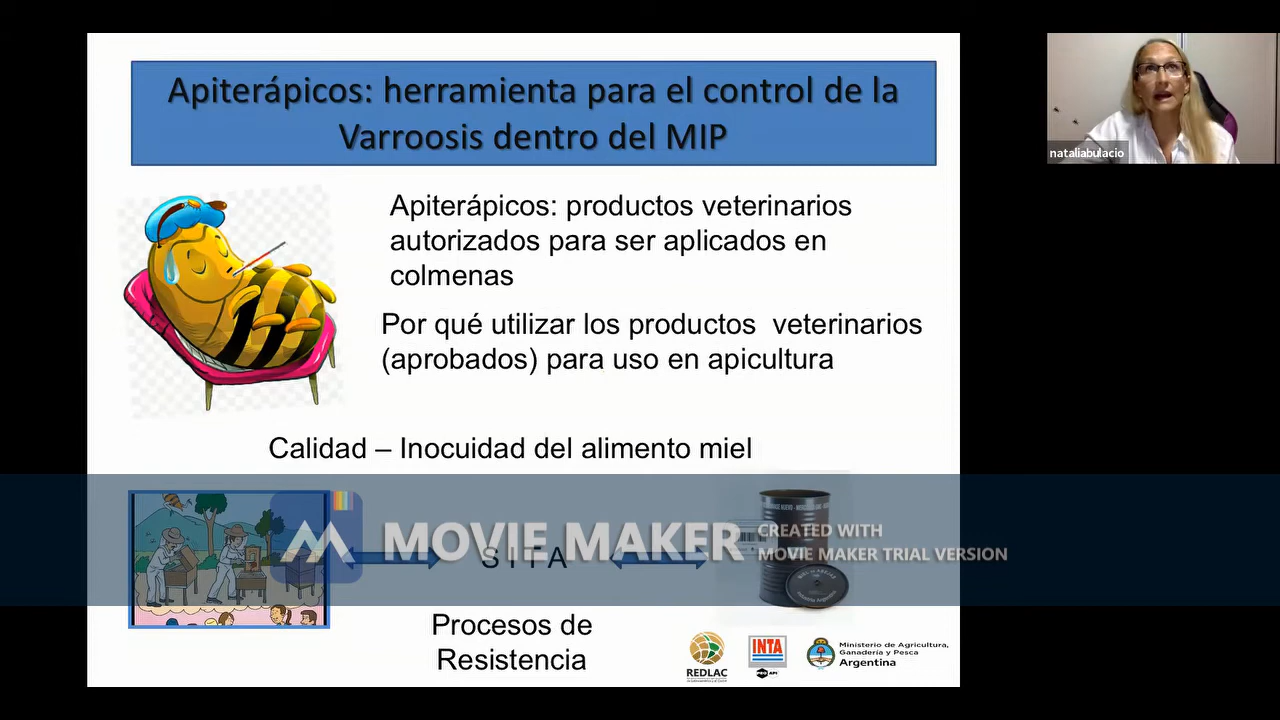 Apiterápicos: herramienta para el control de la
Varroosis dentro del MIP
nataliabulacio
Apiterápicos: productos veterinarios
autorizados para ser aplicados en
colmenas
Por qué utilizar los productos veterinarios
(aprobados) para uso en apicultura
Calidad – Inocuidad del alimento miel
MOVIE MAKER
CREATED WITH
MOVIE MAKER TRIAL VERSION
S I T A
Procesos de
Resistencia
REDLAC
INTA
Ministerio de Agricultura,
Ganadería y Pesca
Argentina